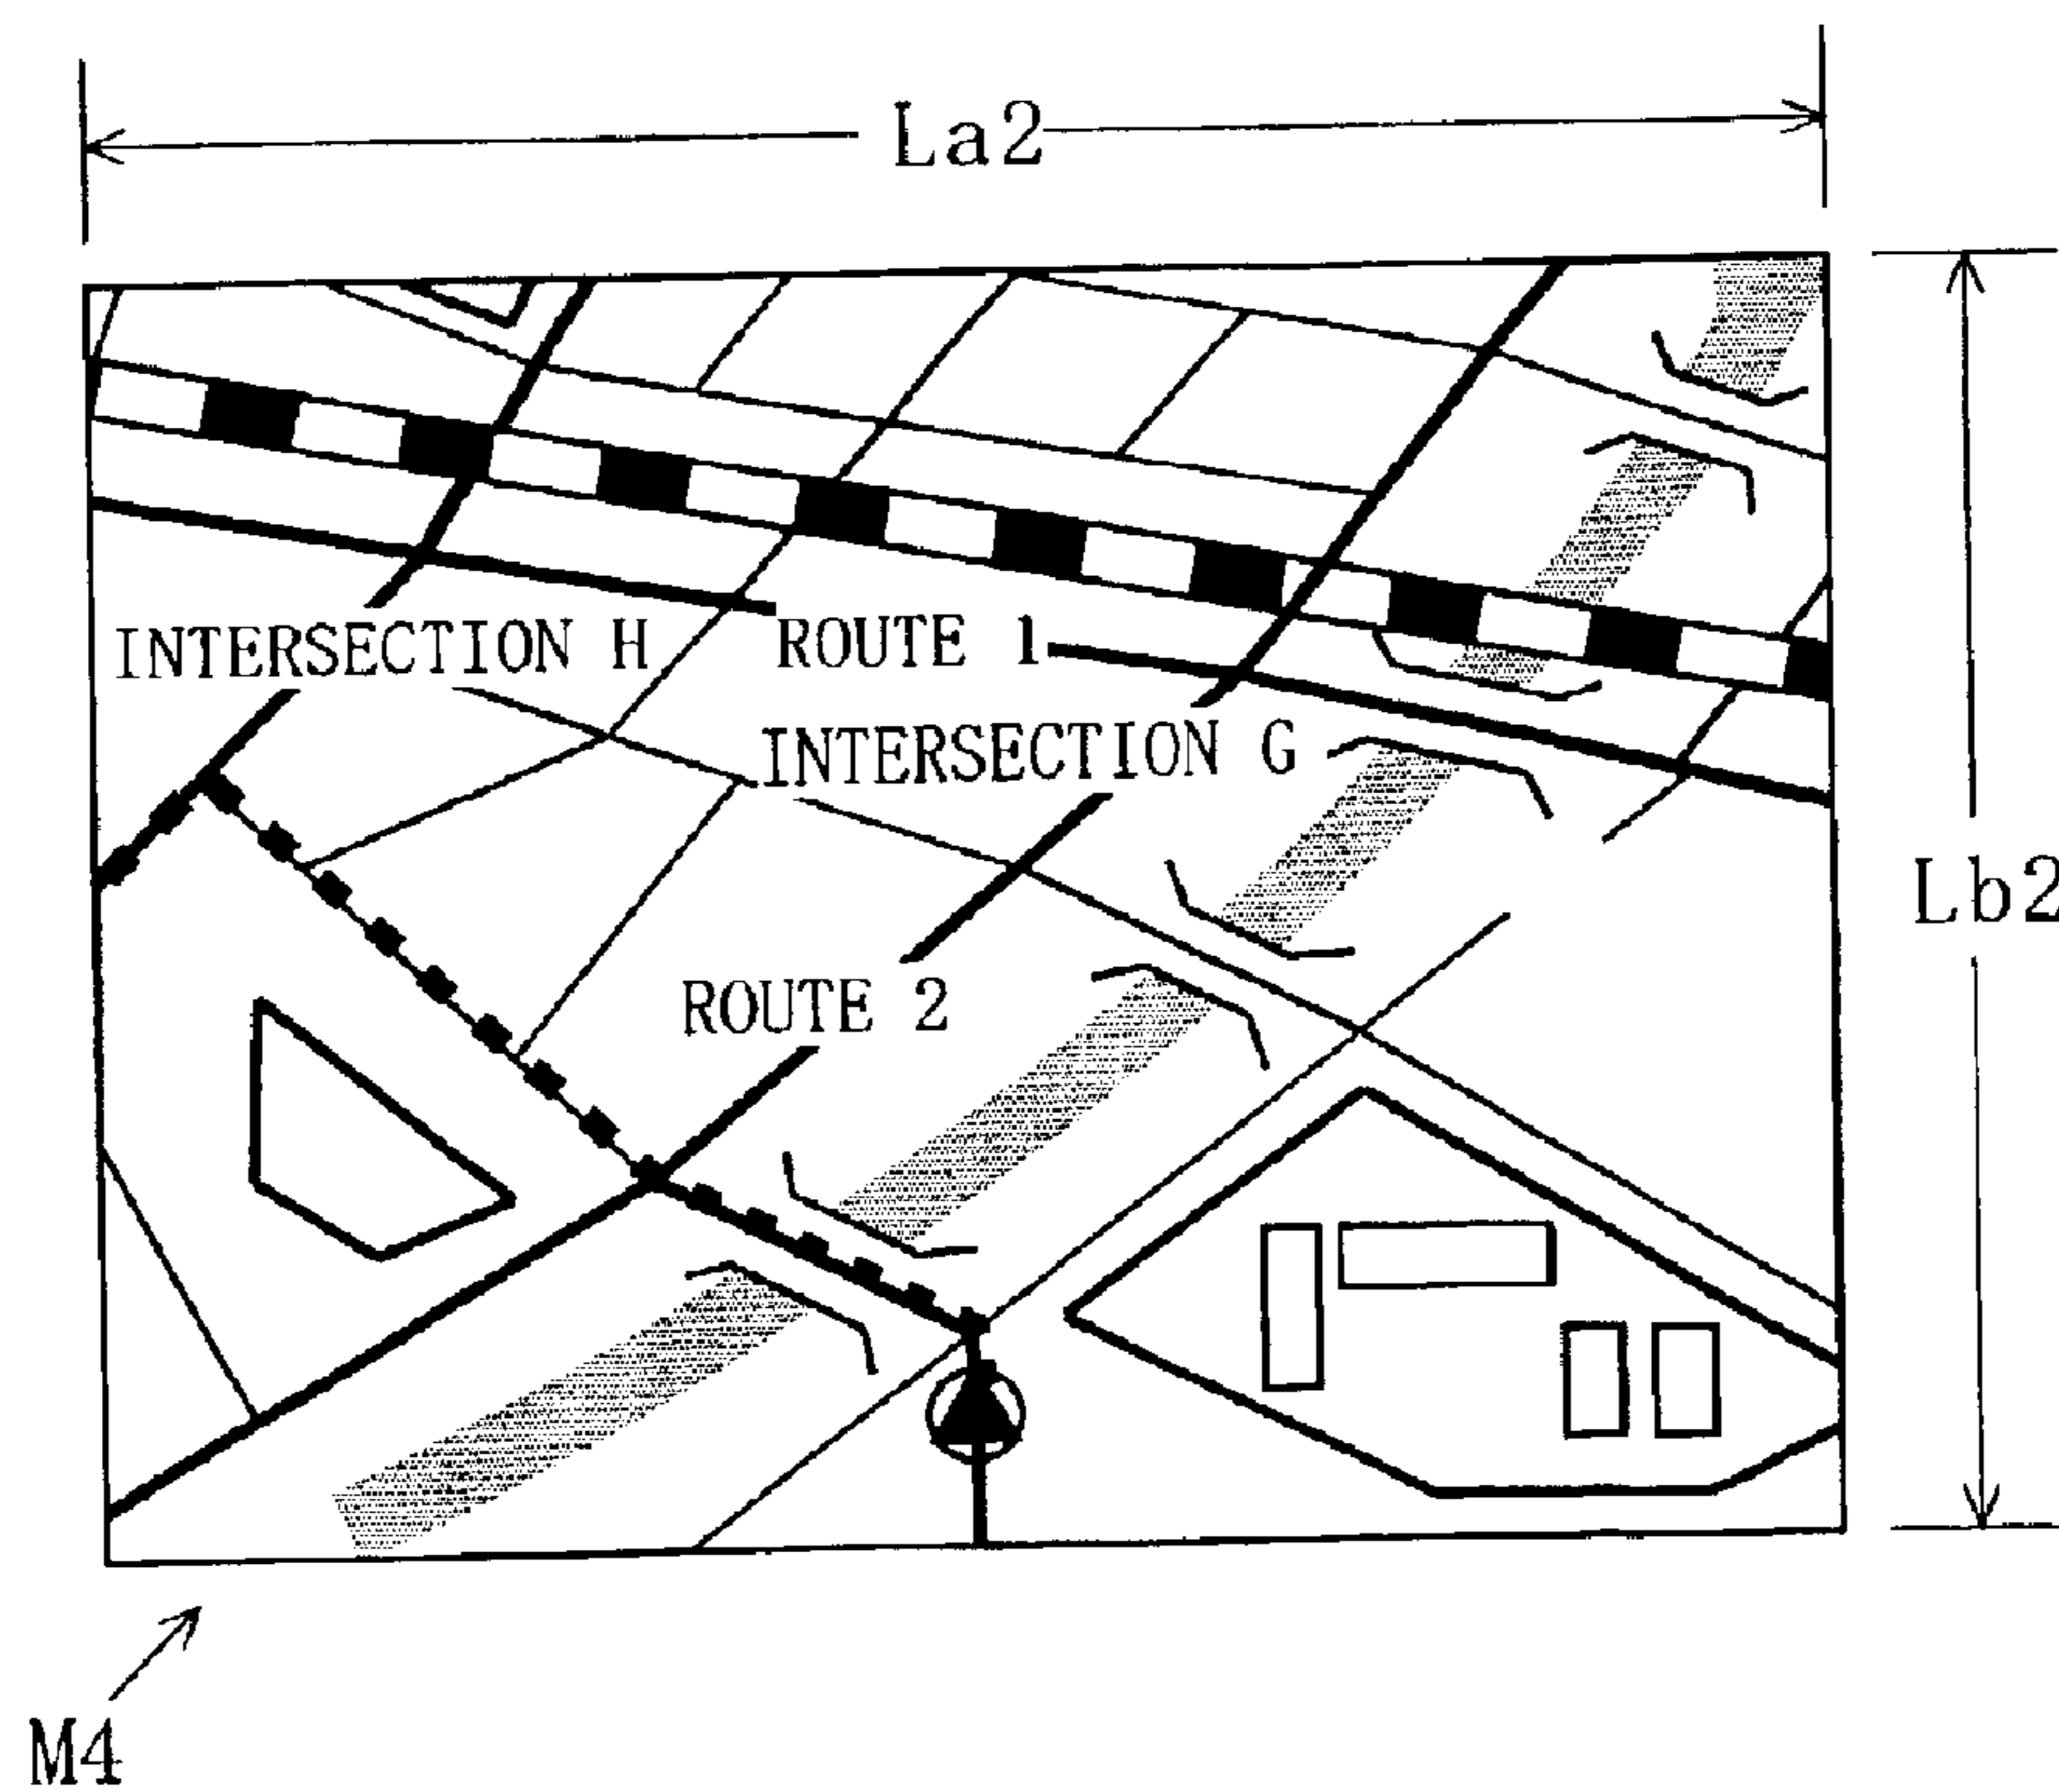 La2
INTERSECTION H
ROUTE 1
INTERSECTION G
Lb2
ROUTE 2
M4